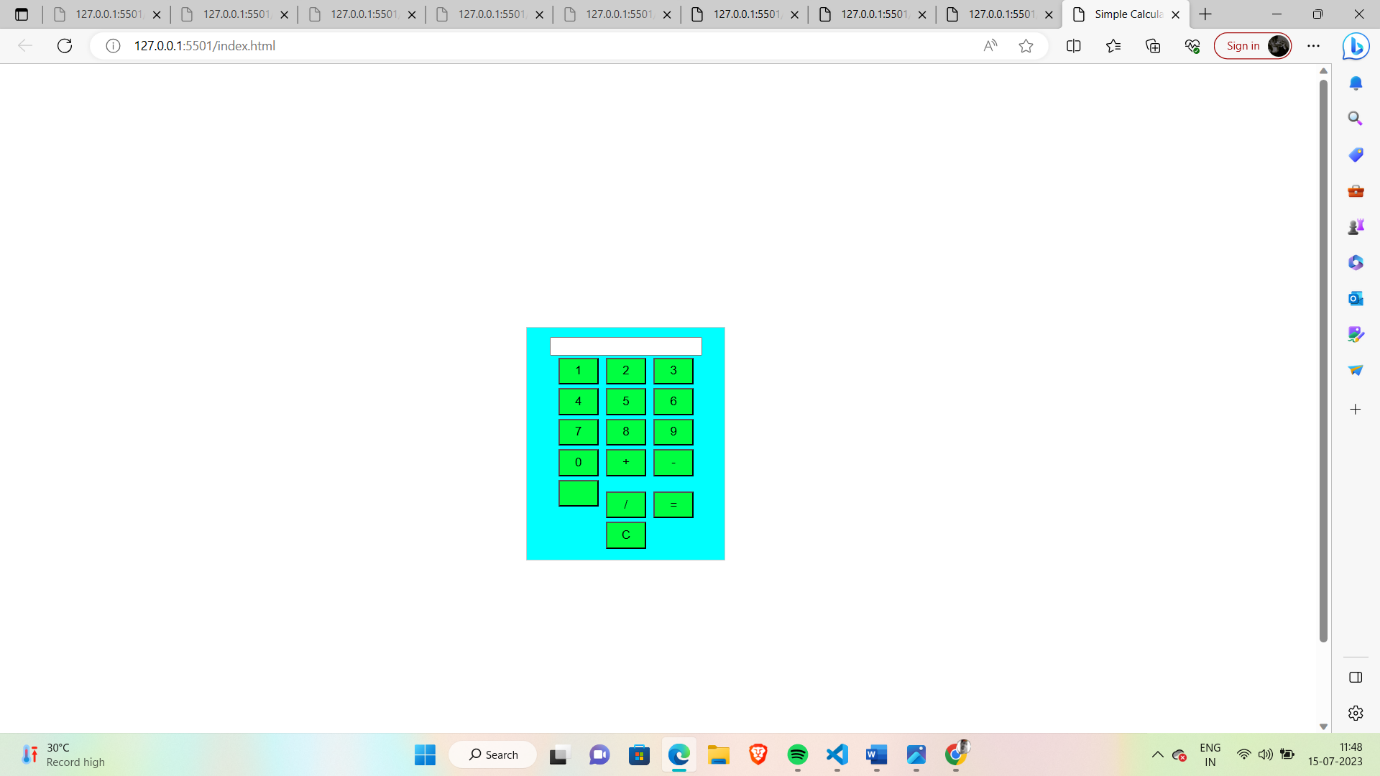 127.0.0.1:5501, 127.0.0.1:5501, 127.0.0.1:5501, 127.0.0.1:5501, 127.0.0.1:5501, 127.0.0.1:5501, 127.0.0.1:5501, 127.0.0.1:5501, Simple Calcula
127.0.0.1:5501/index.html Sign in
1 2 3
4 5 6
7 8 9
0 + -
/ =
C
30°C
Record high
Search
ENG
IN
11:48
15-07-2023